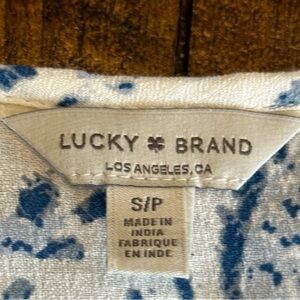 LUCKY BRAND
LOS ANGELES, CA
S/P
MADE IN
INDIA
FABRIQUE
EN INDE